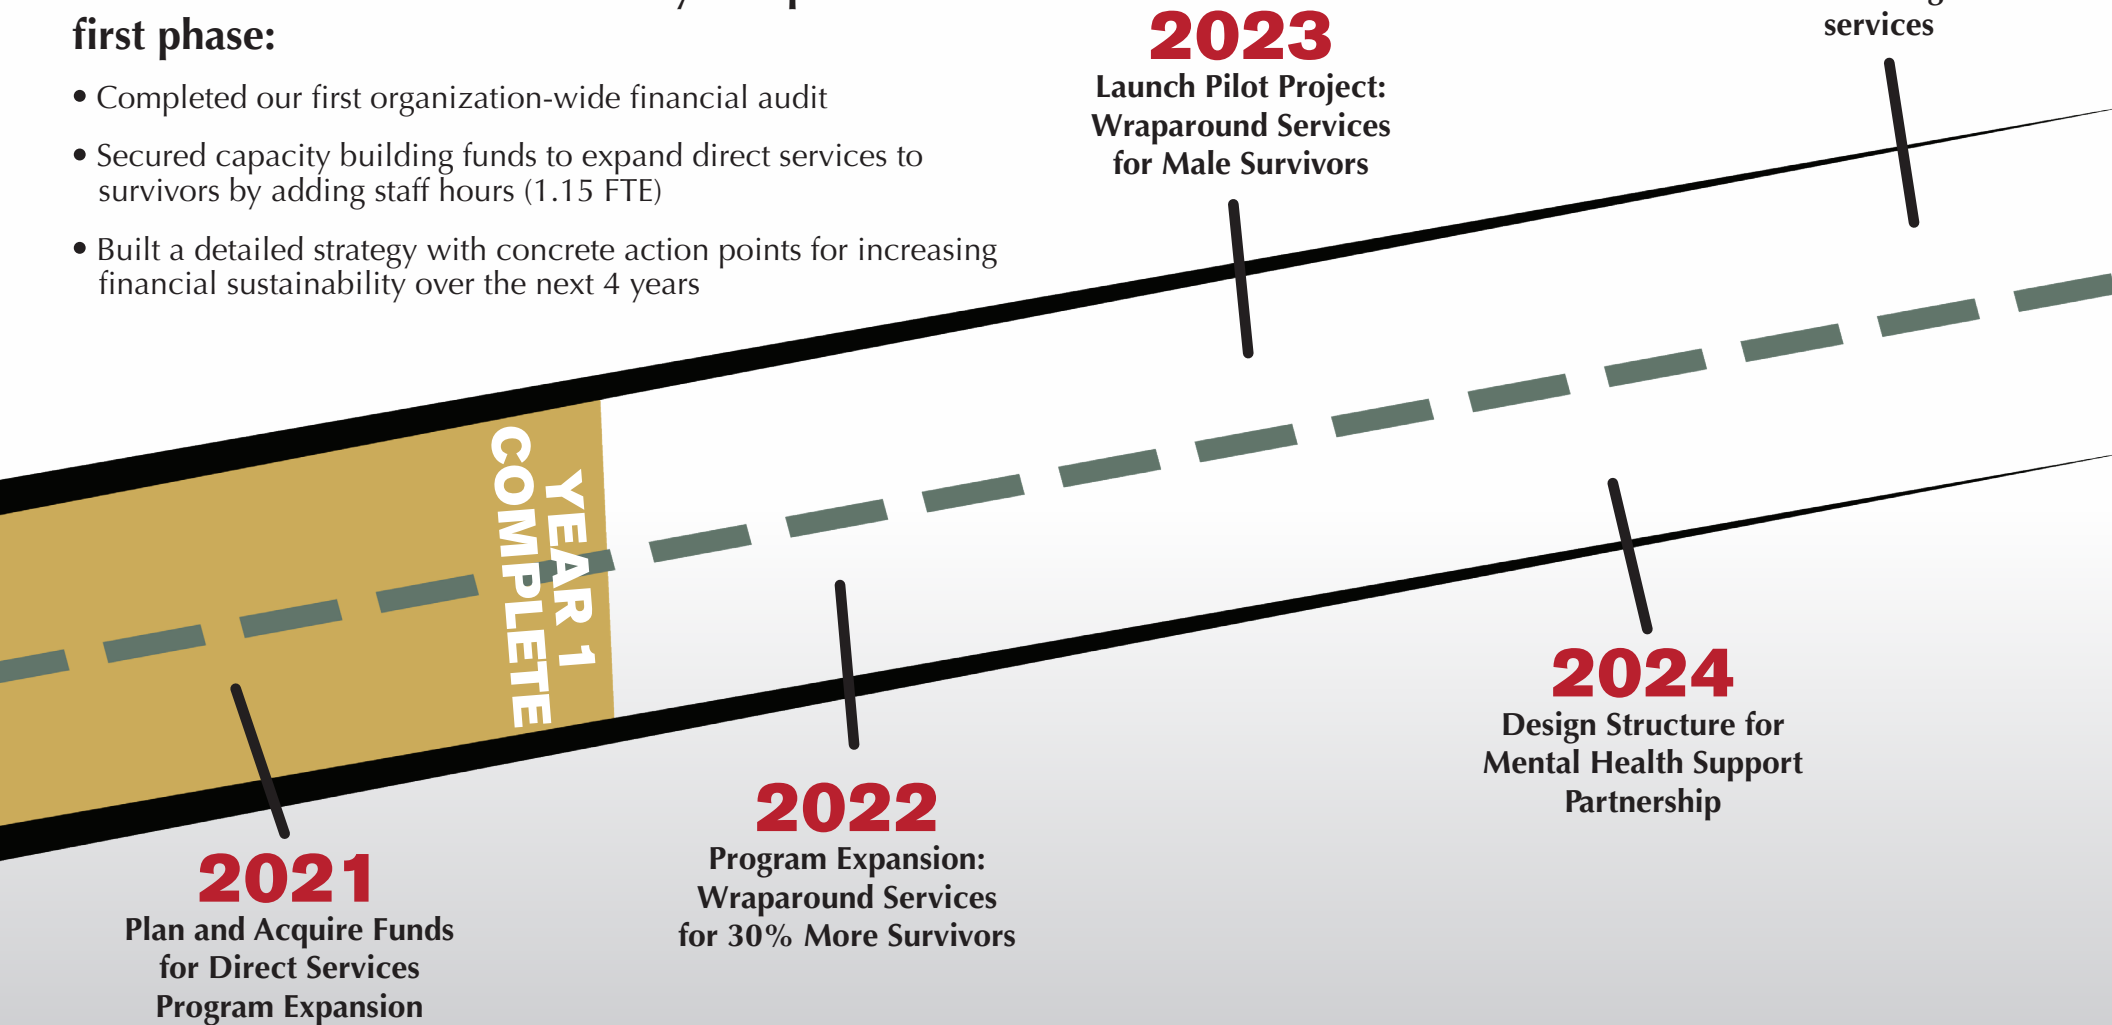 first phase:
• Completed our first organization-wide financial audit
• Secured capacity building funds to expand direct services to
survivors by adding staff hours (1.15 FTE)
• Built a detailed strategy with concrete action points for increasing
financial sustainability over the next 4 years
2023
Launch Pilot Project:
Wraparound Services
for Male Survivors
services
YEAR 1
COMPLETE
2021
Plan and Acquire Funds
for Direct Services
Program Expansion
2022
Program Expansion:
Wraparound Services
for 30% More Survivors
2024
Design Structure for
Mental Health Support
Partnership